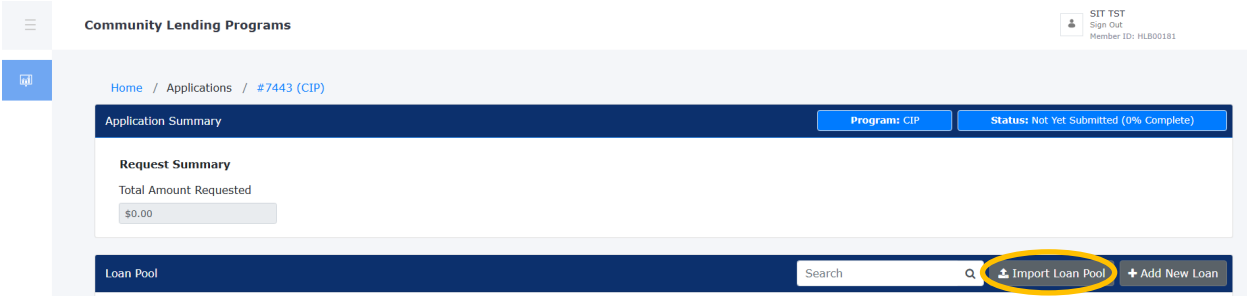 Community Lending Programs
SIT TST
Sign Out
Member ID: HLB00181
Home / Applications / #7443 (CIP)
Application Summary
Program: CIP
Status: Not Yet Submitted (0% Complete)
Request Summary
Total Amount Requested
$0.00
Loan Pool
Search
Import Loan Pool
+ Add New Loan